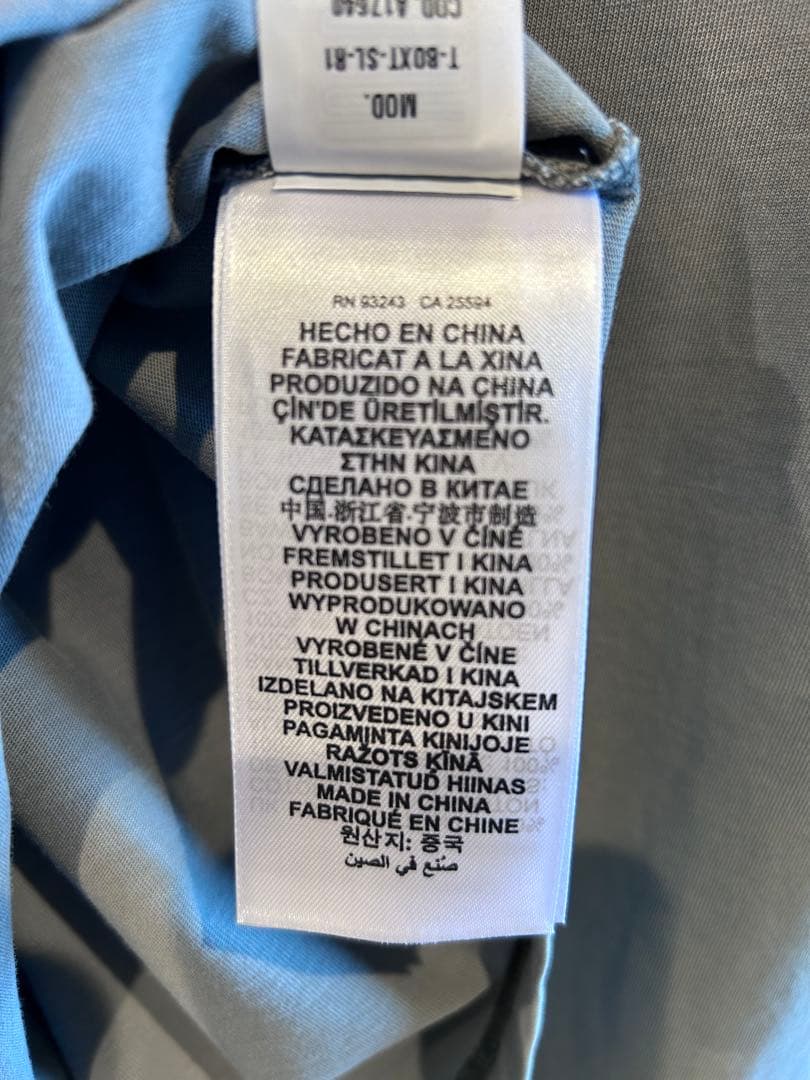 COD. A17640
T-BOXT-SL-B1
MOD.
RN 93243 CA 25594
HECHO EN CHINA
FABRICAT A LA XINA
PRODUZIDO NA CHINA
ÇİN'DE ÜRETİLMİŞTİR.
ΚΑΤΑΣΚΕΥΑΣΜΕΝΟ
ΣΤΗΝ ΚΙΝΑ
СДЕЛАНО В КИТАЕ
中国.浙江省.宁波市制造
VYROBENO V ČÍNĚ
FREMSTILLET I KINA
PRODUSERT I KINA
WYPRODUKOWANO
W CHINACH
VYROBENÉ V ČÍNE
TILLVERKAD I KINA
IZDELANO NA KITAJSKEM
PROIZVEDENO U KINI
PAGAMINTA KINIJOJE
RAŽOTS ĶĪNĀ
VALMISTATUD HIINAS
MADE IN CHINA
FABRIQUÉ EN CHINE
원산지: 중국
صُنع في الصين